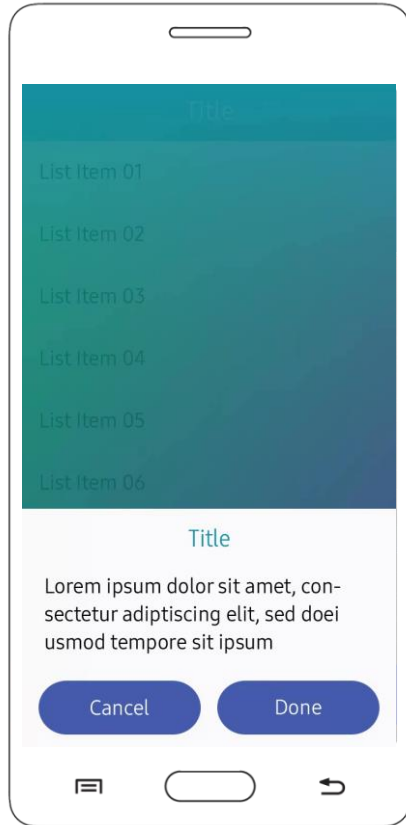 Title
List Item 01
List Item 02
List Item 03
List Item 04
List Item 05
List Item 06
Title
Lorem ipsum dolor sit amet, con-
sectetur adiptiscing elit, sed doei
usmod tempore sit ipsum
Cancel Done